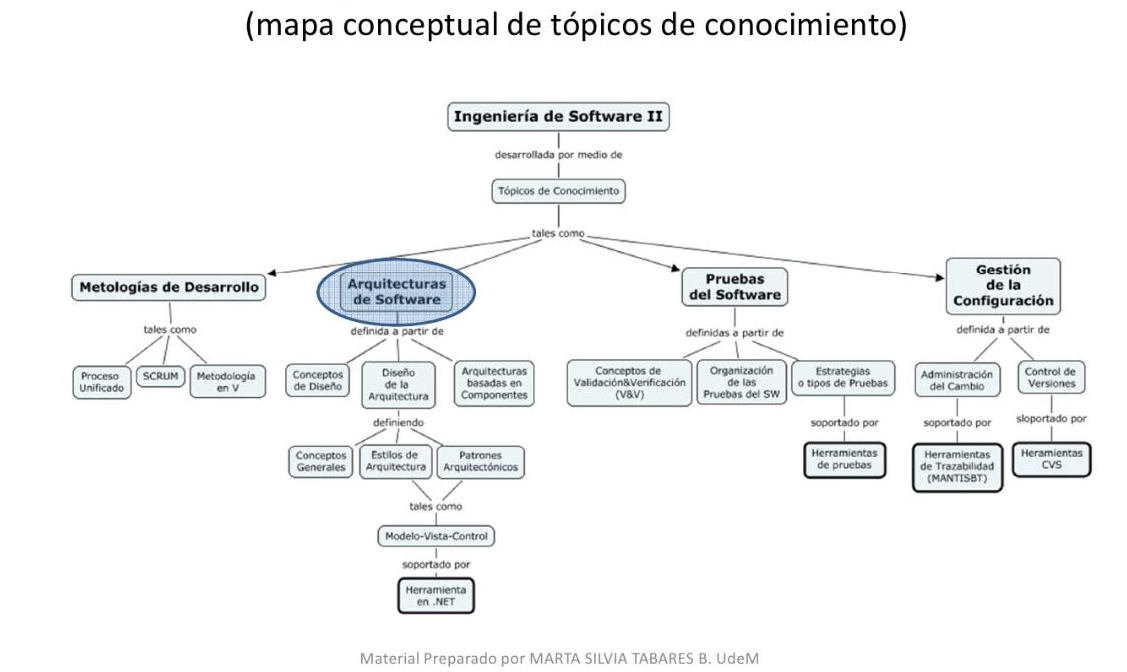 (mapa conceptual de tópicos de conocimiento)
Ingeniería de Software II
desarrollada por medio de
Tópicos de Conocimiento
tales como
Metologías de Desarrollo
tales como
Proceso
Unificado
SCRUM
Metodología
en V
Arquitecturas
de Software
definida a partir de
Conceptos
de Diseño
Diseño
de la
Arquitectura
Arquitecturas
basadas en
Componentes
definiendo
Conceptos
Generales
Estilos de
Arquitectura
Patrones
Arquitectónicos
tales como
Modelo-Vista-Control
soportado por
Herramienta
en .NET
Pruebas
del Software
definidas a partir de
Conceptos de
Validación&Verificación
(V&V)
Organización
de las
Pruebas del SW
Estrategias
o tipos de Pruebas
soportado por
Herramientas
de pruebas
Gestión
de la
Configuración
definida a partir de
Administración
del Cambio
Control de
Versiones
soportado por
Herramientas
de Trazabilidad
(MANTISBT)
sloportado por
Heramientas
CVS
Material Preparado por MARTA SILVIA TABARES B. UdeM